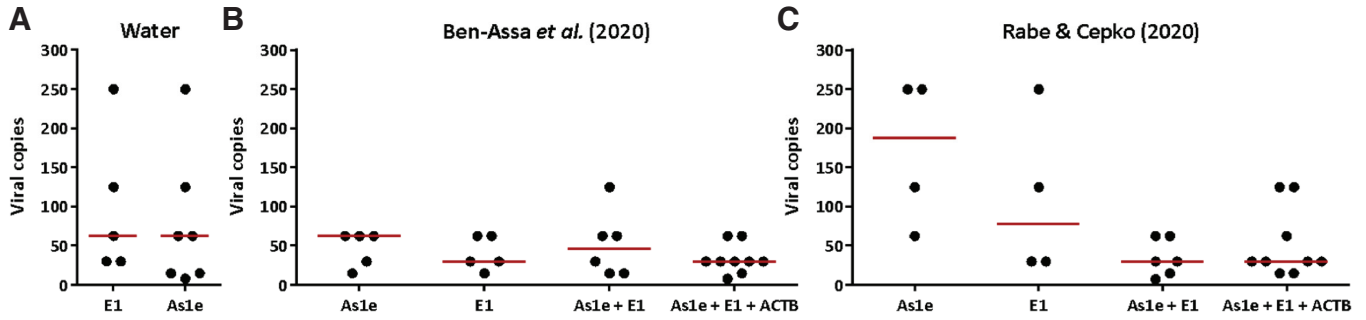 A
Water
Viral copies
300
250
200
150
100
50
0
E1
As1e
B
Ben-Assa et al. (2020)
Viral copies
300
250
200
150
100
50
0
As1e
E1
As1e + E1
As1e + E1 + ACTB
C
Rabe & Cepko (2020)
Viral copies
300
250
200
150
100
50
0
As1e
E1
As1e + E1
As1e + E1 + ACTB